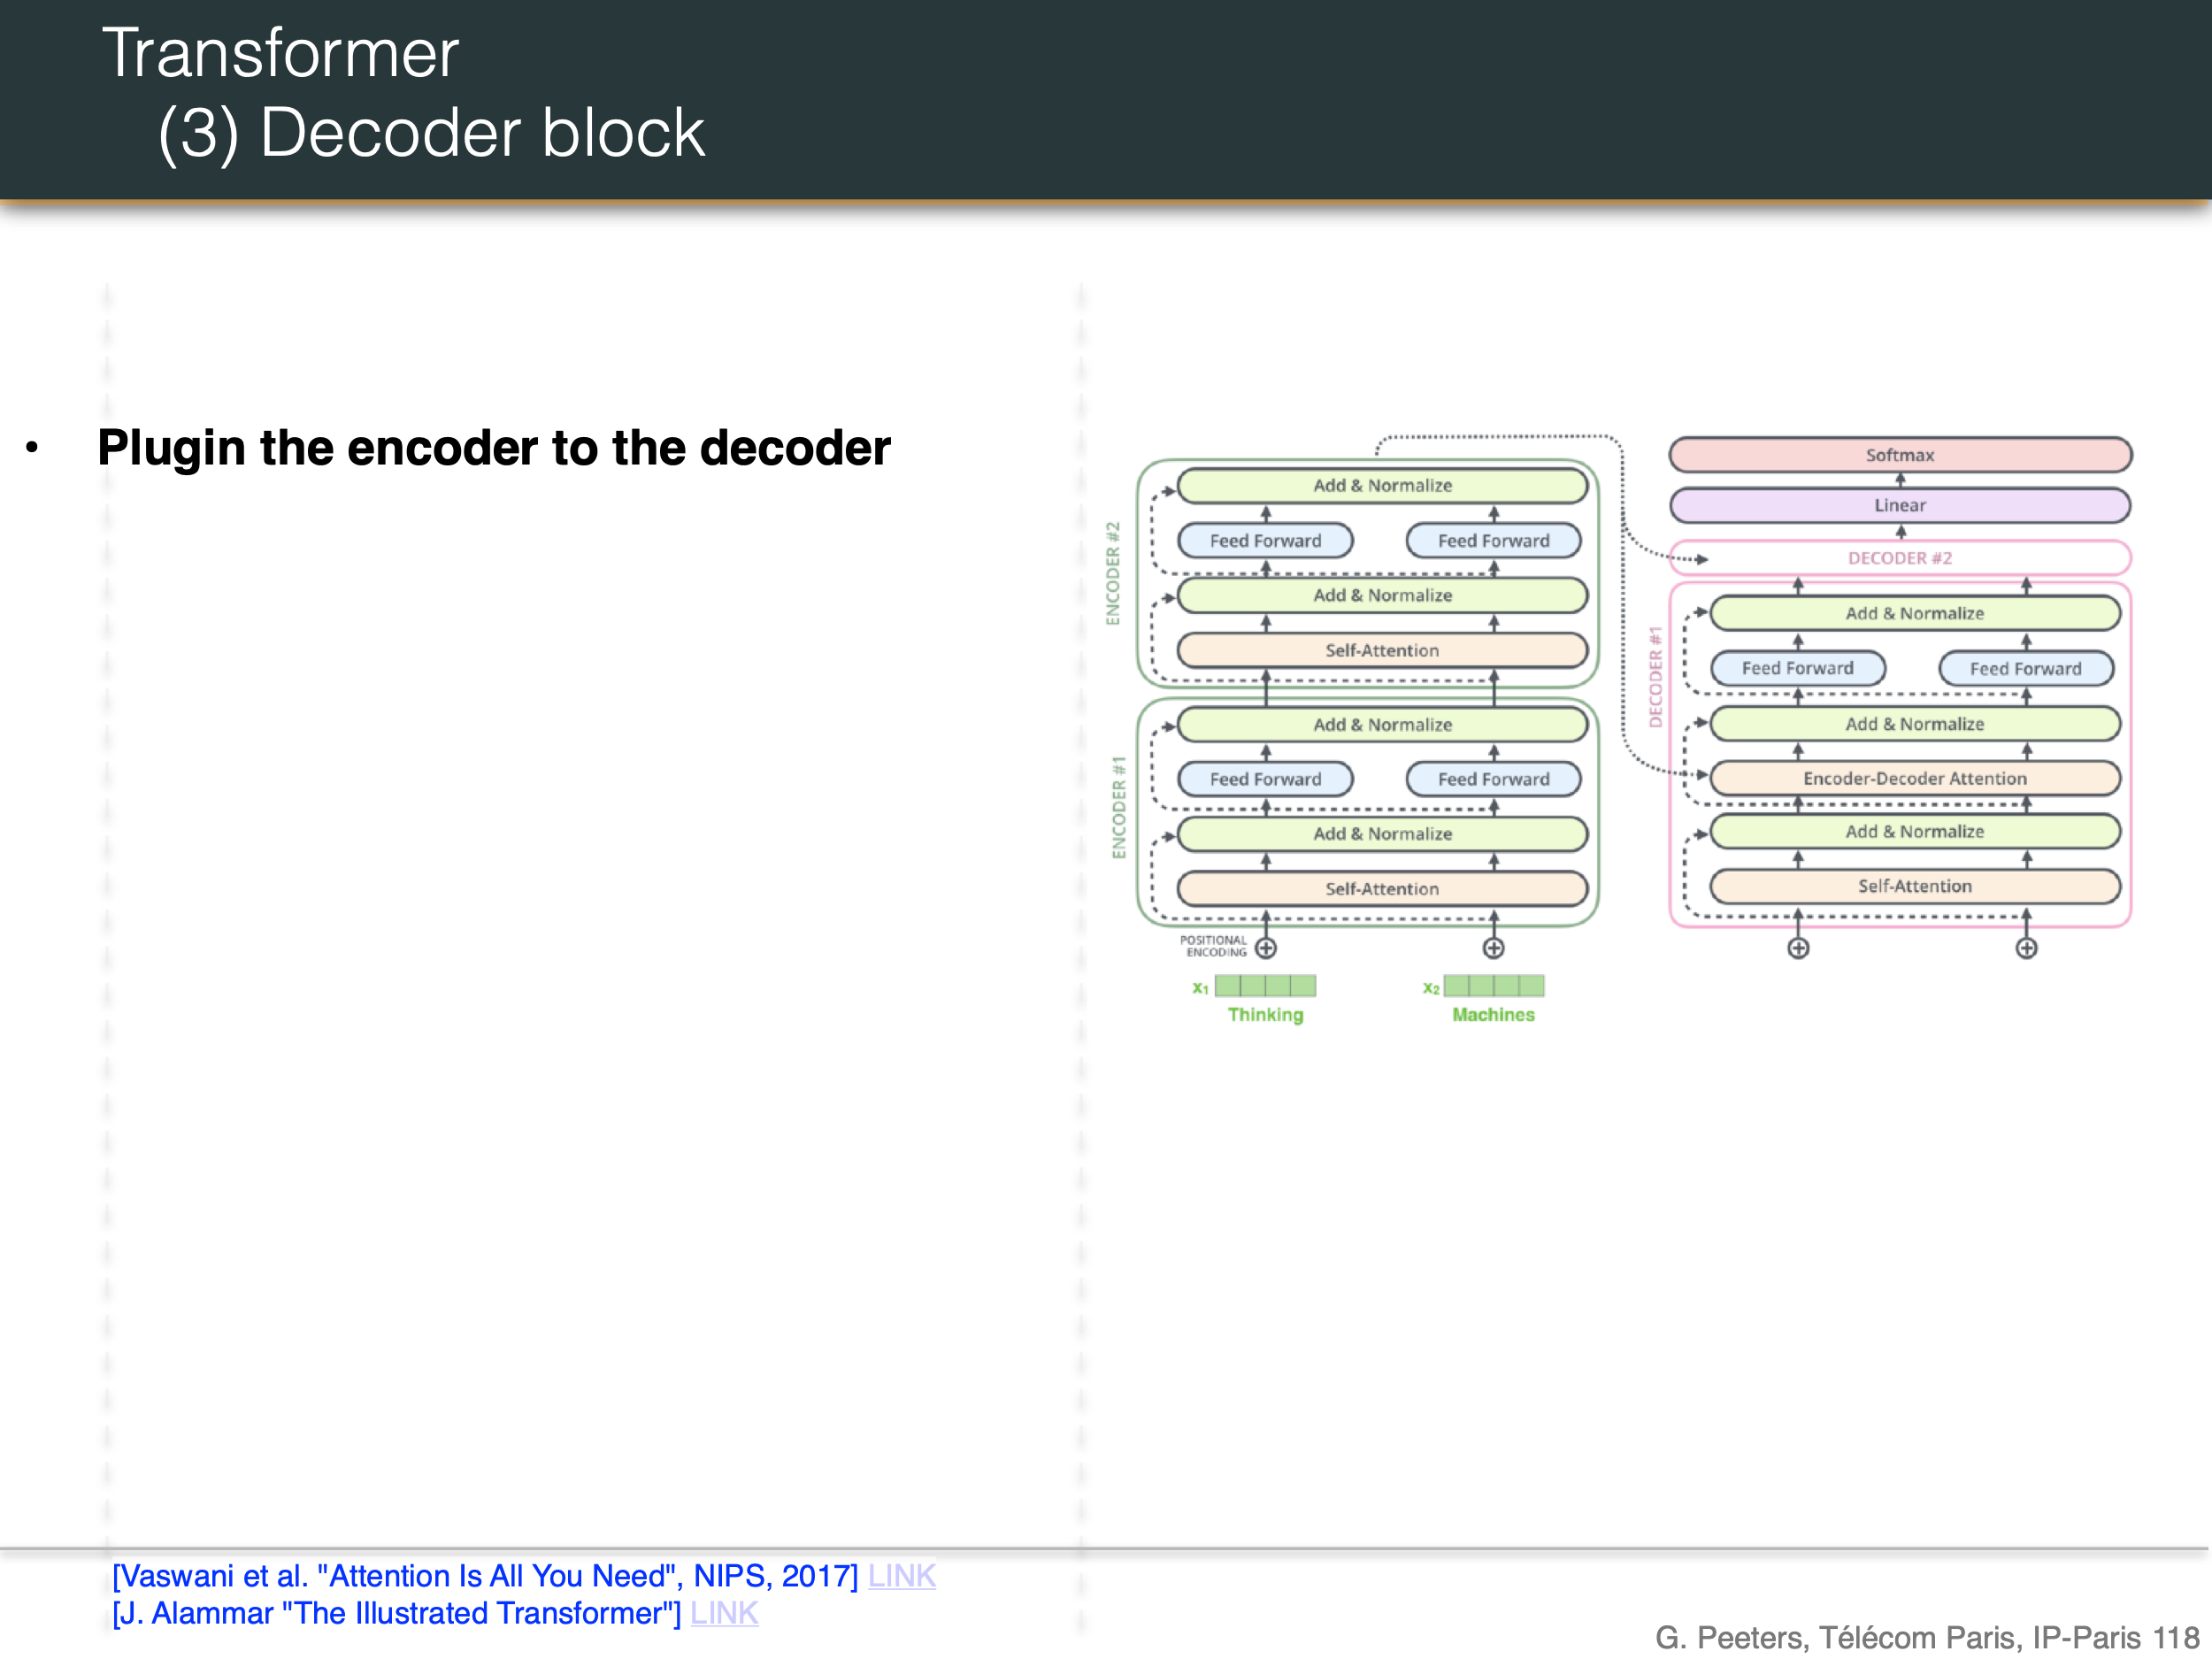 Transformer
(3) Decoder block
• Plugin the encoder to the decoder
ENCODER #2
Add & Normalize
Feed Forward Feed Forward
Add & Normalize
Self-Attention
ENCODER #1
Add & Normalize
Feed Forward Feed Forward
Add & Normalize
Self-Attention
POSITIONAL
ENCODING
x₁ x₂
Thinking Machines
Softmax
Linear
DECODER #2
DECODER #1
Add & Normalize
Feed Forward Feed Forward
Add & Normalize
Encoder-Decoder Attention
Add & Normalize
Self-Attention
[Vaswani et al. "Attention Is All You Need", NIPS, 2017] LINK
[J. Alammar "The Illustrated Transformer"] LINK
G. Peeters, Télécom Paris, IP-Paris 118